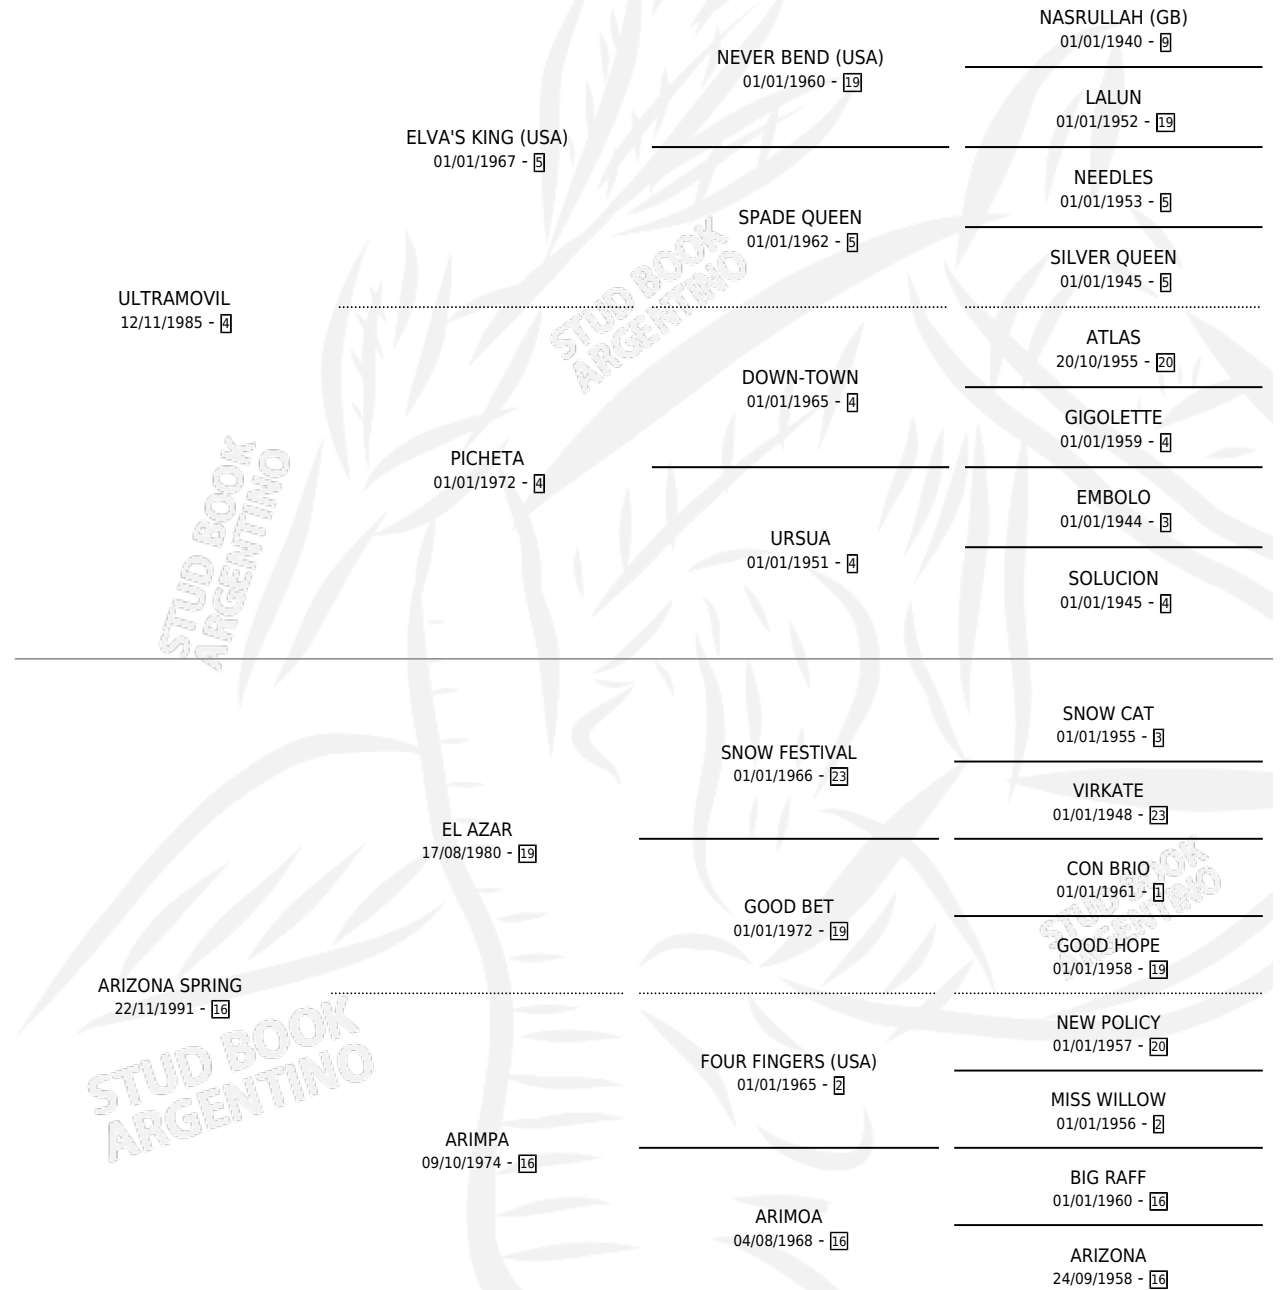 NASRULLAH (GB)
01/01/1940 - 9
NEVER BEND (USA)
01/01/1960 - 19
LALUN
01/01/1952 - 19
ELVA'S KING (USA)
01/01/1967 - 5
NEEDLES
01/01/1953 - 5
SPADE QUEEN
01/01/1962 - 5
SILVER QUEEN
01/01/1945 - 5
ULTRAMOVIL
12/11/1985 - 4
ATLAS
20/10/1955 - 20
DOWN-TOWN
01/01/1965 - 4
GIGOLETTE
01/01/1959 - 4
PICHETA
01/01/1972 - 4
EMBOLO
01/01/1944 - 3
URSUA
01/01/1951 - 4
SOLUCION
01/01/1945 - 4
STUD BOOK
ARGENTINO
STUD BOOK
ARGENTINO
SNOW CAT
01/01/1955 - 3
SNOW FESTIVAL
01/01/1966 - 23
VIRKATE
01/01/1948 - 23
EL AZAR
17/08/1980 - 19
CON BRIO
01/01/1961 - 1
GOOD BET
01/01/1972 - 19
GOOD HOPE
01/01/1958 - 19
STUD BOOK
ARGENTINO
ARIZONA SPRING
22/11/1991 - 16
NEW POLICY
01/01/1957 - 20
FOUR FINGERS (USA)
01/01/1965 - 2
MISS WILLOW
01/01/1956 - 2
STUD BOOK
ARGENTINO
ARIMPA
09/10/1974 - 16
BIG RAFF
01/01/1960 - 16
ARIMOA
04/08/1968 - 16
ARIZONA
24/09/1958 - 16